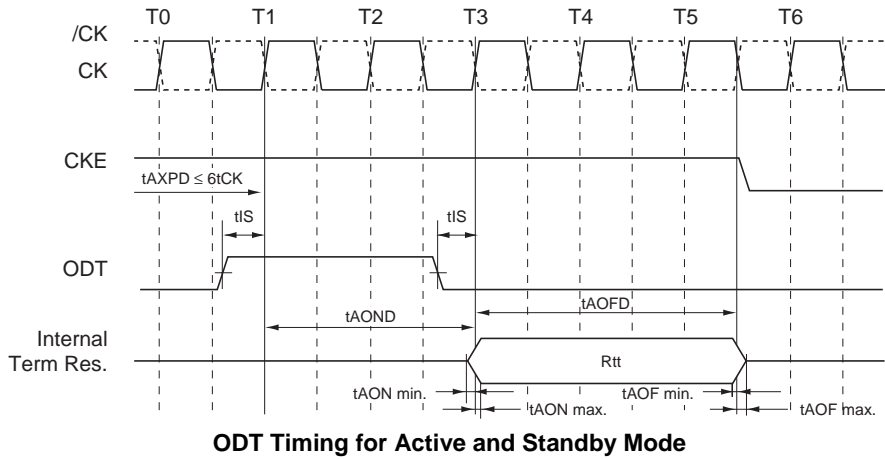 T0 T1 T2 T3 T4 T5 T6
/CK
CK
CKE
tAXPD ≤ 6tCK
tIS tIS
ODT
tAOND tAOFD
Internal
Term Res.
Rtt
tAON min. tAOF min.
tAON max. tAOF max.
ODT Timing for Active and Standby Mode